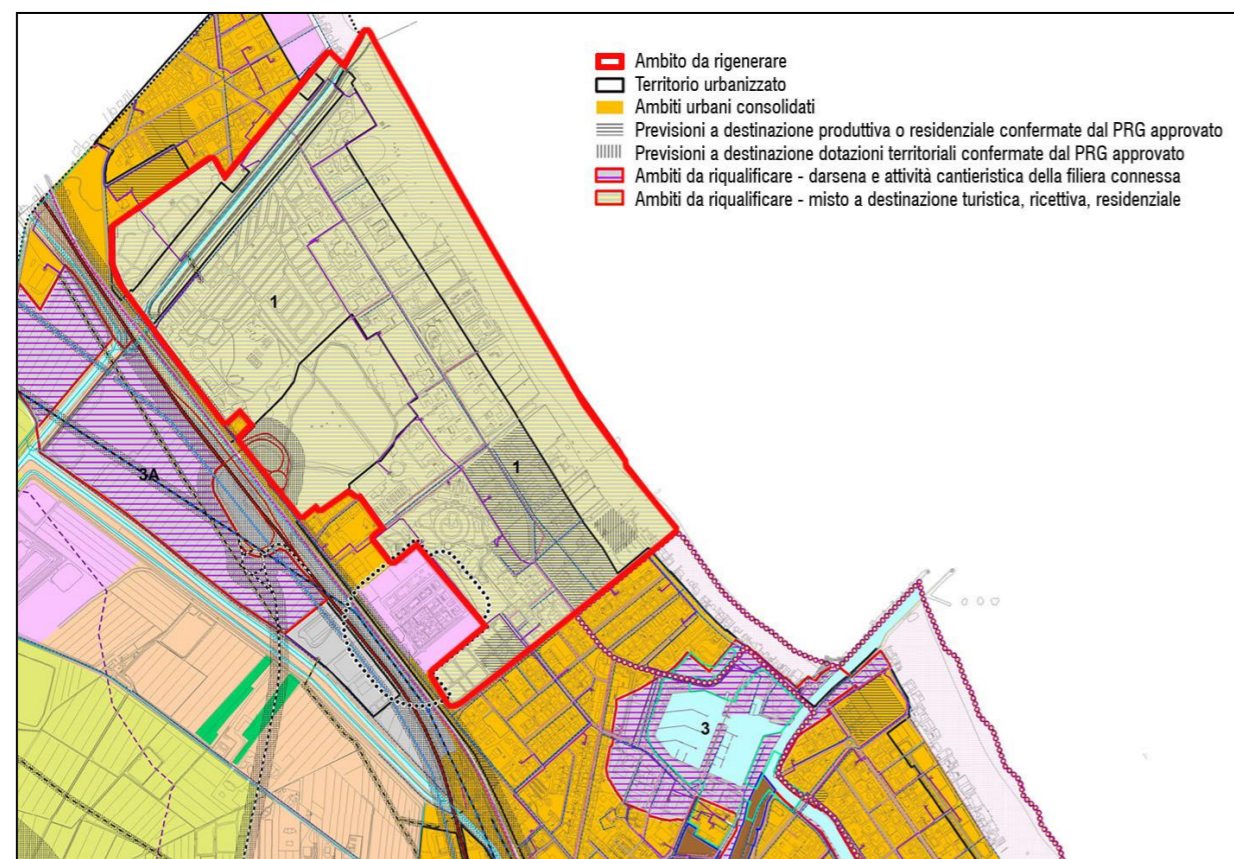 Ambito da rigenerare
Territorio urbanizzato
Ambiti urbani consolidati
Previsioni a destinazione produttiva o residenziale confermate dal PRG approvato
Previsioni a destinazione dotazioni territoriali confermate dal PRG approvato
Ambiti da riqualificare - darsena e attività cantieristica della filiera connessa
Ambiti da riqualificare - misto a destinazione turistica, ricettiva, residenziale
1
1
3A
3